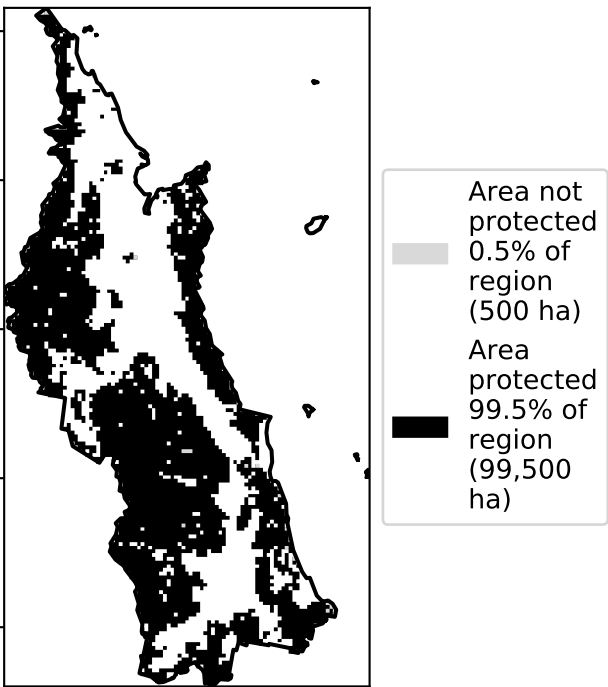 Area not
protected
0.5% of
region
(500 ha)
Area
protected
99.5% of
region
(99,500
ha)